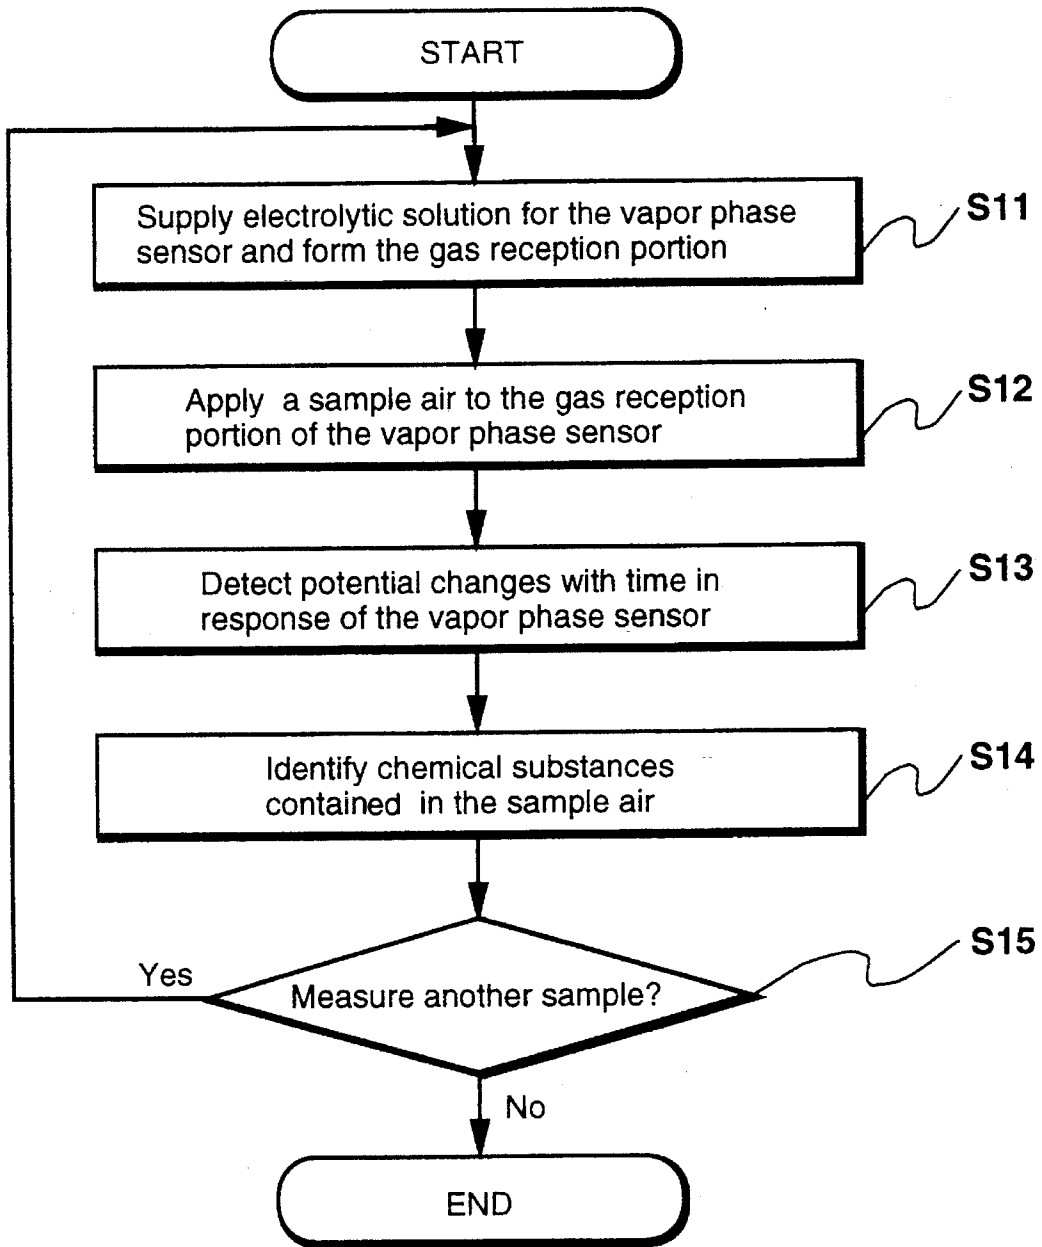 START
Supply electrolytic solution for the vapor phase
sensor and form the gas reception portion
S11
Apply a sample air to the gas reception
portion of the vapor phase sensor
S12
Detect potential changes with time in
response of the vapor phase sensor
S13
Identify chemical substances
contained in the sample air
S14
Measure another sample?
S15
Yes
No
END